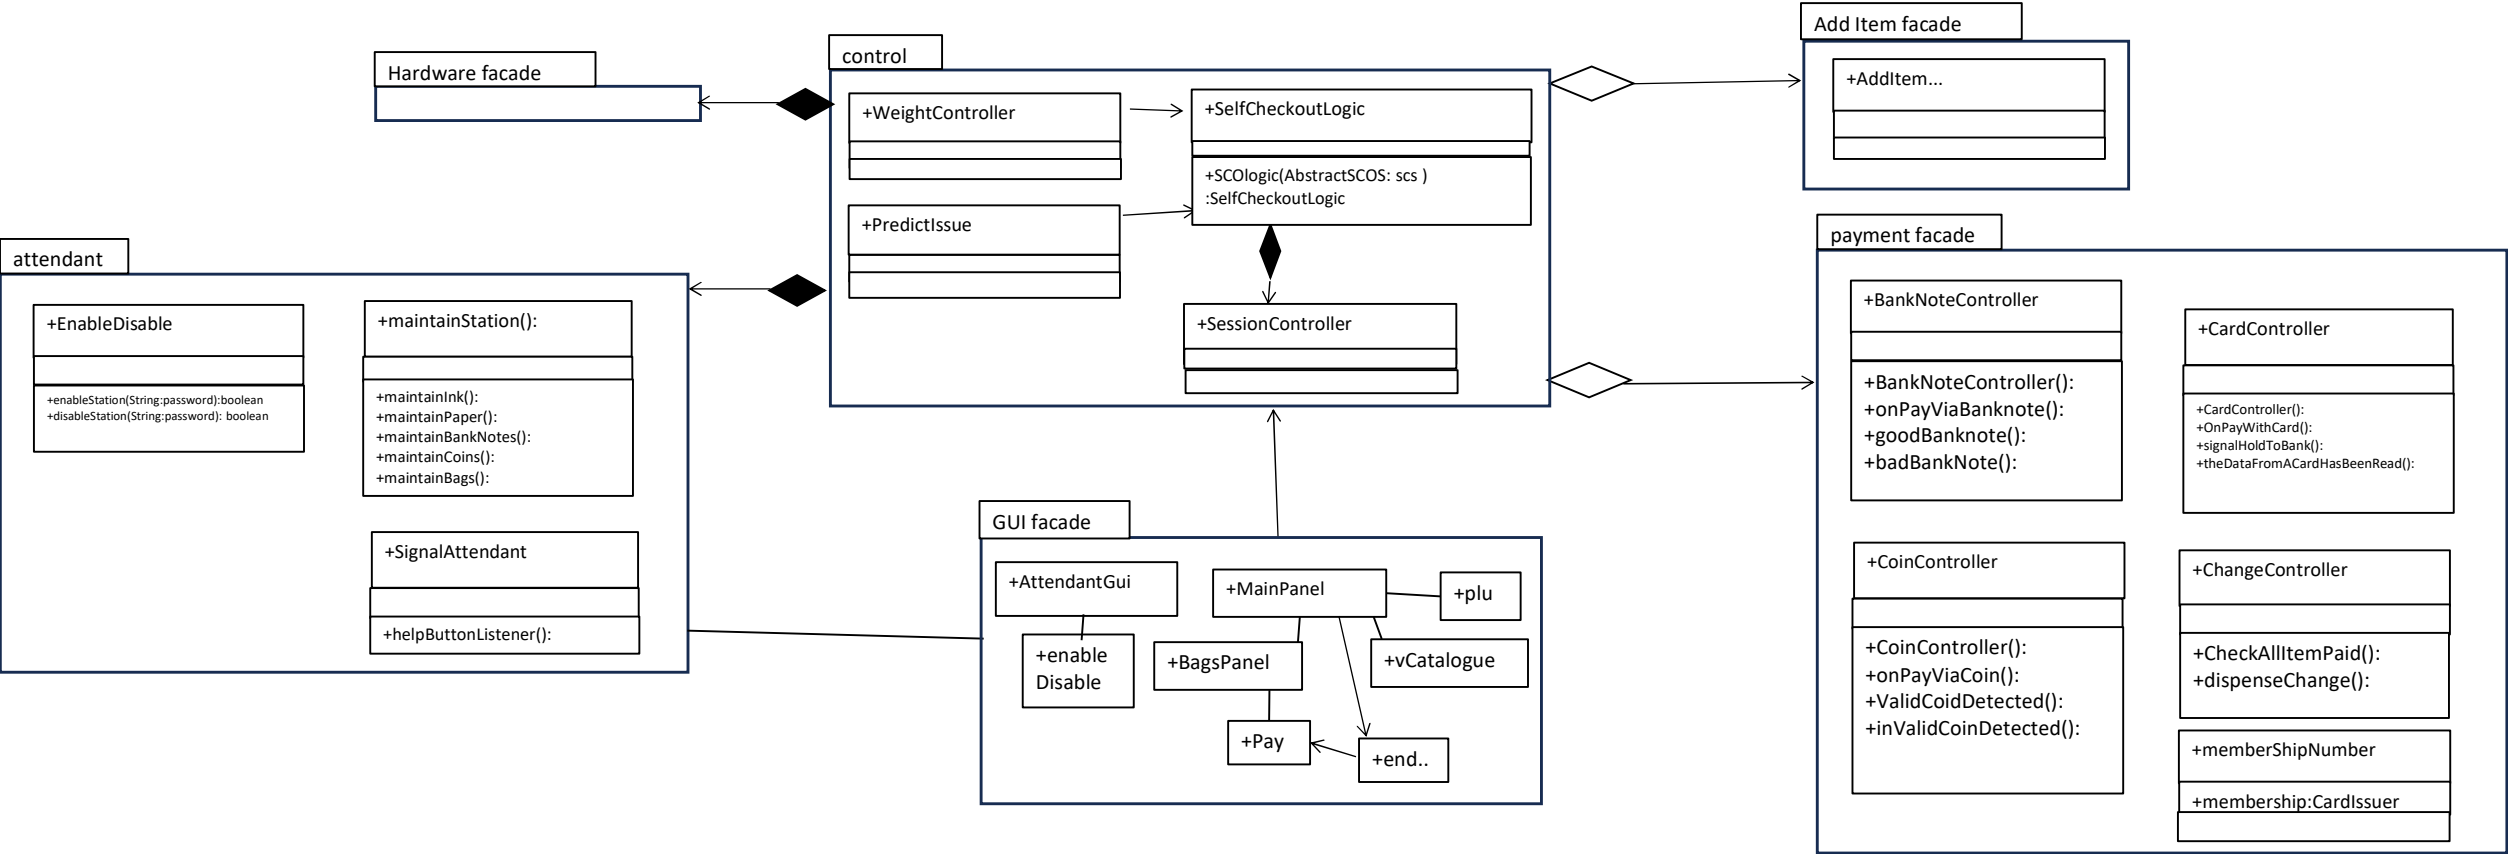 Hardware facade
control
+WeightController
+SelfCheckoutLogic
+SCOlogic(AbstractSCOS: scs )
:SelfCheckoutLogic
+PredictIssue
+SessionController
Add Item facade
+AddItem...
attendant
+EnableDisable
+enableStation(String:password):boolean
+disableStation(String:password): boolean
+maintainStation():
+maintainInk():
+maintainPaper():
+maintainBankNotes():
+maintainCoins():
+maintainBags():
+SignalAttendant
+helpButtonListener():
GUI facade
+AttendantGui
+enable
Disable
+MainPanel
+plu
+BagsPanel
+vCatalogue
+Pay
+end..
payment facade
+BankNoteController
+BankNoteController():
+onPayViaBanknote():
+goodBanknote():
+badBankNote():
+CardController
+CardController():
+OnPayWithCard():
+signalHoldToBank():
+theDataFromACardHasBeenRead():
+CoinController
+CoinController():
+onPayViaCoin():
+ValidCoidDetected():
+inValidCoinDetected():
+ChangeController
+CheckAllItemPaid():
+dispenseChange():
+memberShipNumber
+membership:CardIssuer